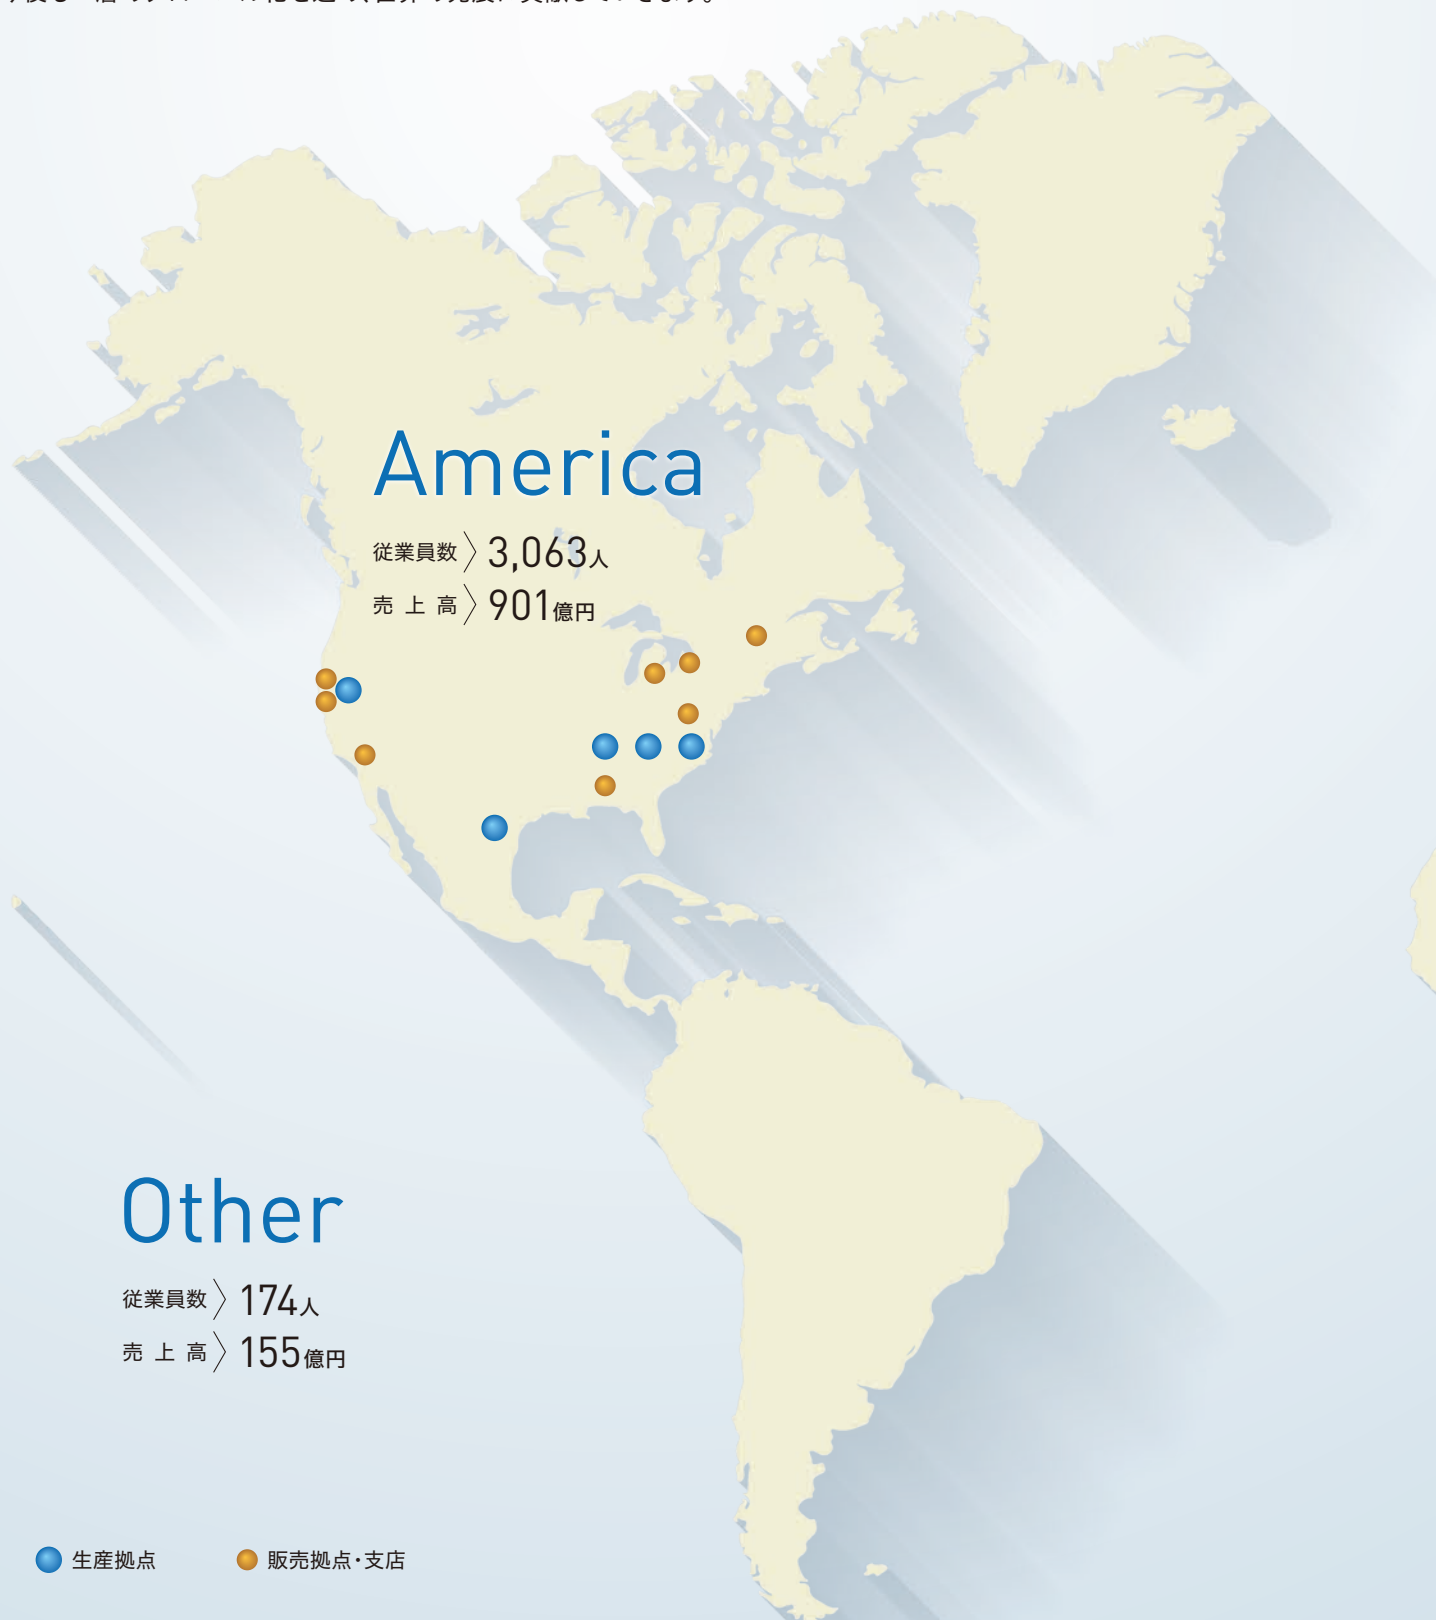 America
従業員数 3,063人
売上高 901億円
Other
従業員数 174人
売上高 155億円
生産拠点 販売拠点・支店